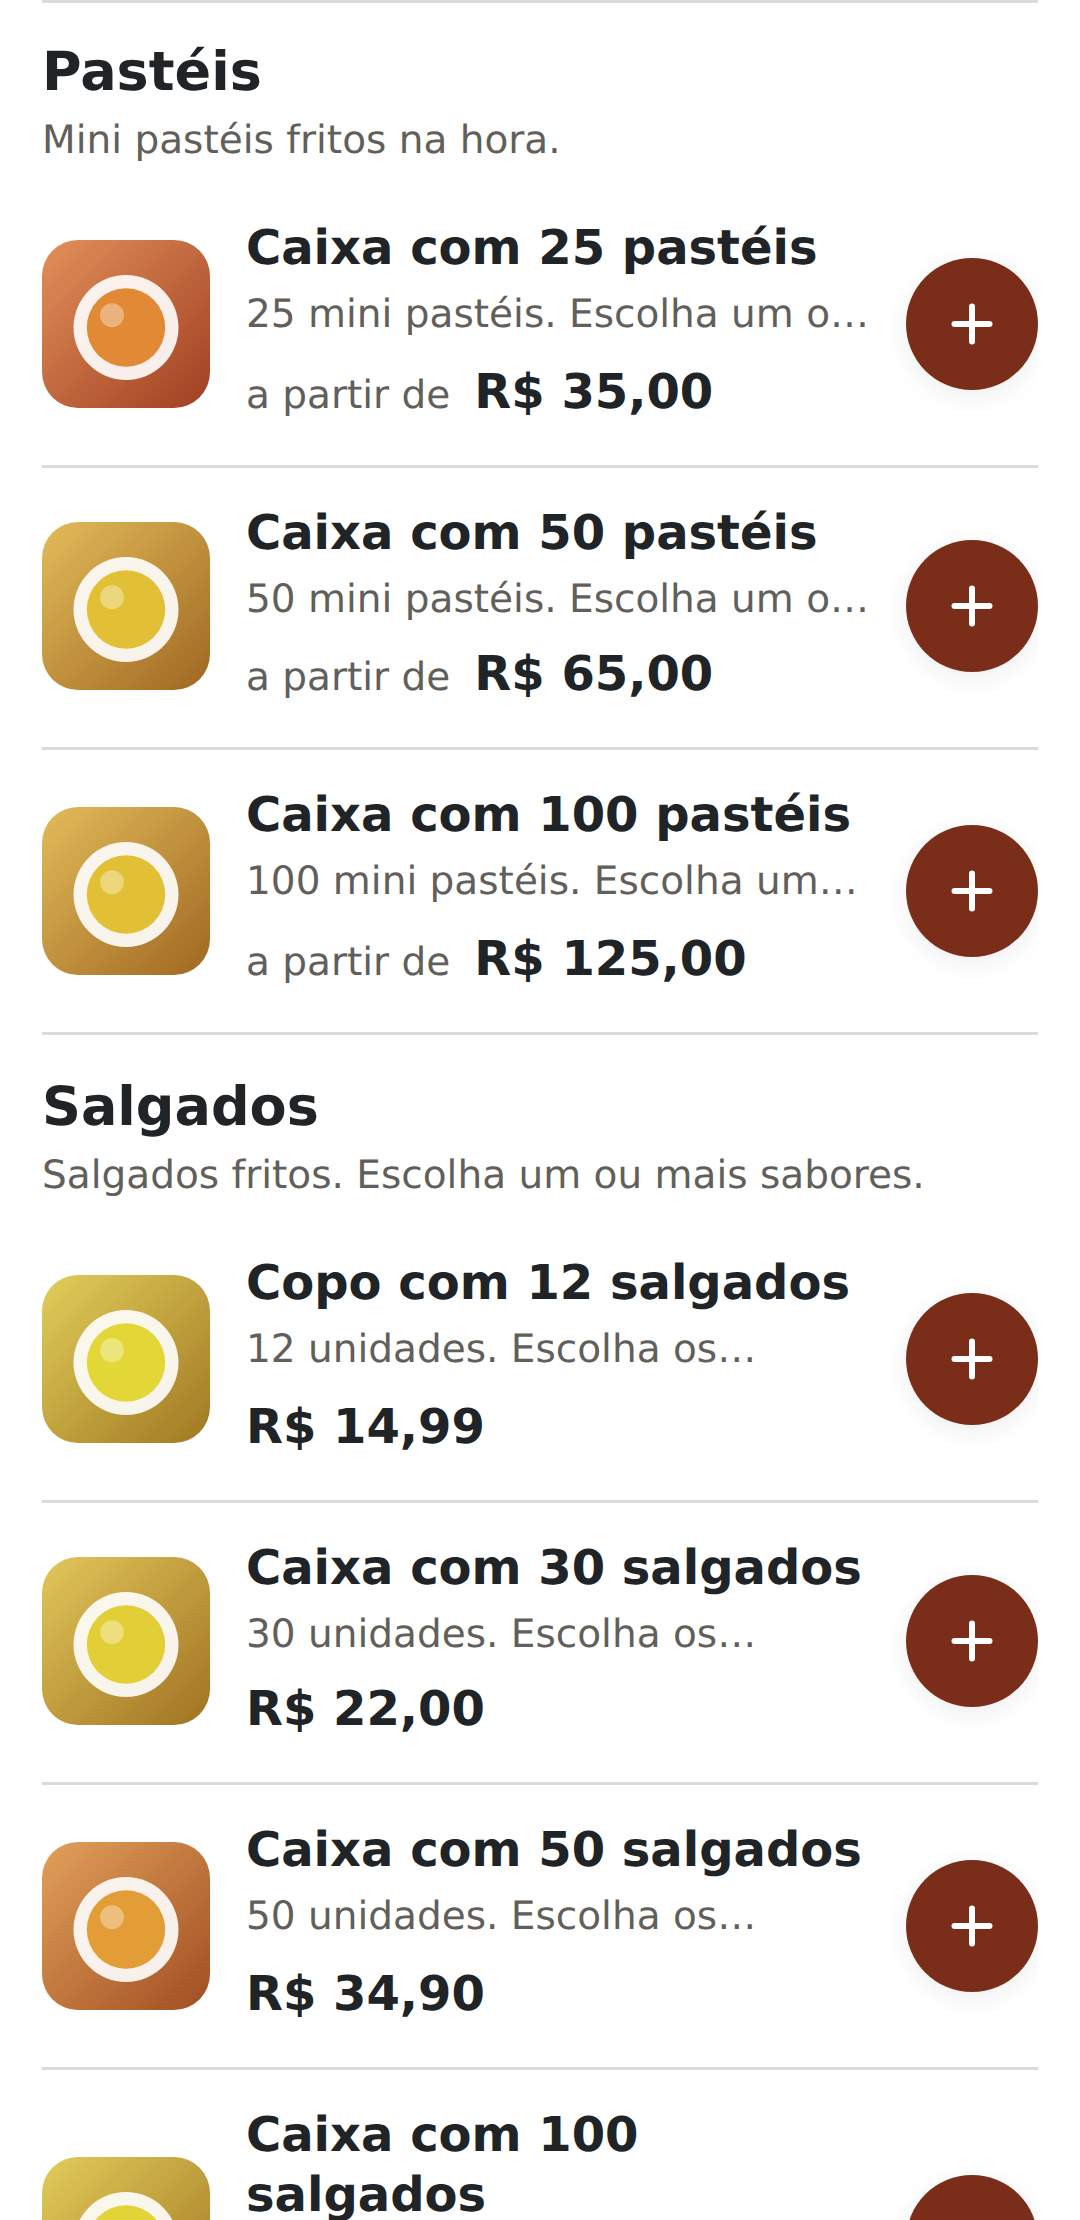 Pastéis
Mini pastéis fritos na hora.
Caixa com 25 pastéis
25 mini pastéis. Escolha um o...
a partir de R$ 35,00
Caixa com 50 pastéis
50 mini pastéis. Escolha um o...
a partir de R$ 65,00
Caixa com 100 pastéis
100 mini pastéis. Escolha um...
a partir de R$ 125,00
Salgados
Salgados fritos. Escolha um ou mais sabores.
Copo com 12 salgados
12 unidades. Escolha os...
R$ 14,99
Caixa com 30 salgados
30 unidades. Escolha os...
R$ 22,00
Caixa com 50 salgados
50 unidades. Escolha os...
R$ 34,90
Caixa com 100
salgados